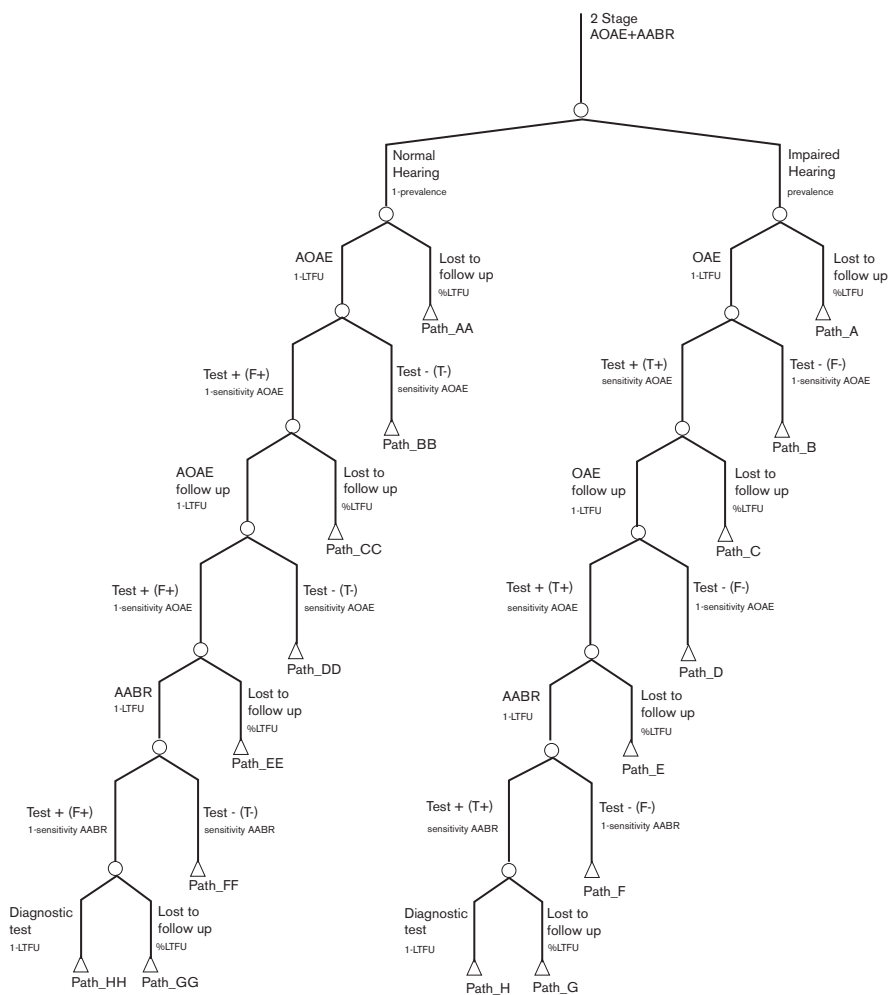 2 Stage
AOAE+AABR
Normal
Hearing
1-prevalence
Impaired
Hearing
prevalence
AOAE
1-LTFU
Lost to
follow up
%LTFU
Path_AA
OAE
1-LTFU
Lost to
follow up
%LTFU
Path_A
Test + (F+)
1-sensitivity AOAE
Test - (T-)
sensitivity AOAE
Path_BB
Test + (T+)
sensitivity AOAE
Test - (F-)
1-sensitivity AOAE
Path_B
AOAE
follow up
1-LTFU
Lost to
follow up
%LTFU
Path_CC
OAE
follow up
1-LTFU
Lost to
follow up
%LTFU
Path_C
Test + (F+)
1-sensitivity AOAE
Test - (T-)
sensitivity AOAE
Path_DD
Test + (T+)
sensitivity AOAE
Test - (F-)
1-sensitivity AOAE
Path_D
AABR
1-LTFU
Lost to
follow up
%LTFU
Path_EE
AABR
1-LTFU
Lost to
follow up
%LTFU
Path_E
Test + (F+)
1-sensitivity AABR
Test - (T-)
sensitivity AABR
Path_FF
Test + (T+)
sensitivity AABR
Test - (F-)
1-sensitivity AABR
Path_F
Diagnostic
test
1-LTFU
Lost to
follow up
%LTFU
Path_HH
Path_GG
Diagnostic
test
1-LTFU
Lost to
follow up
%LTFU
Path_H
Path_G